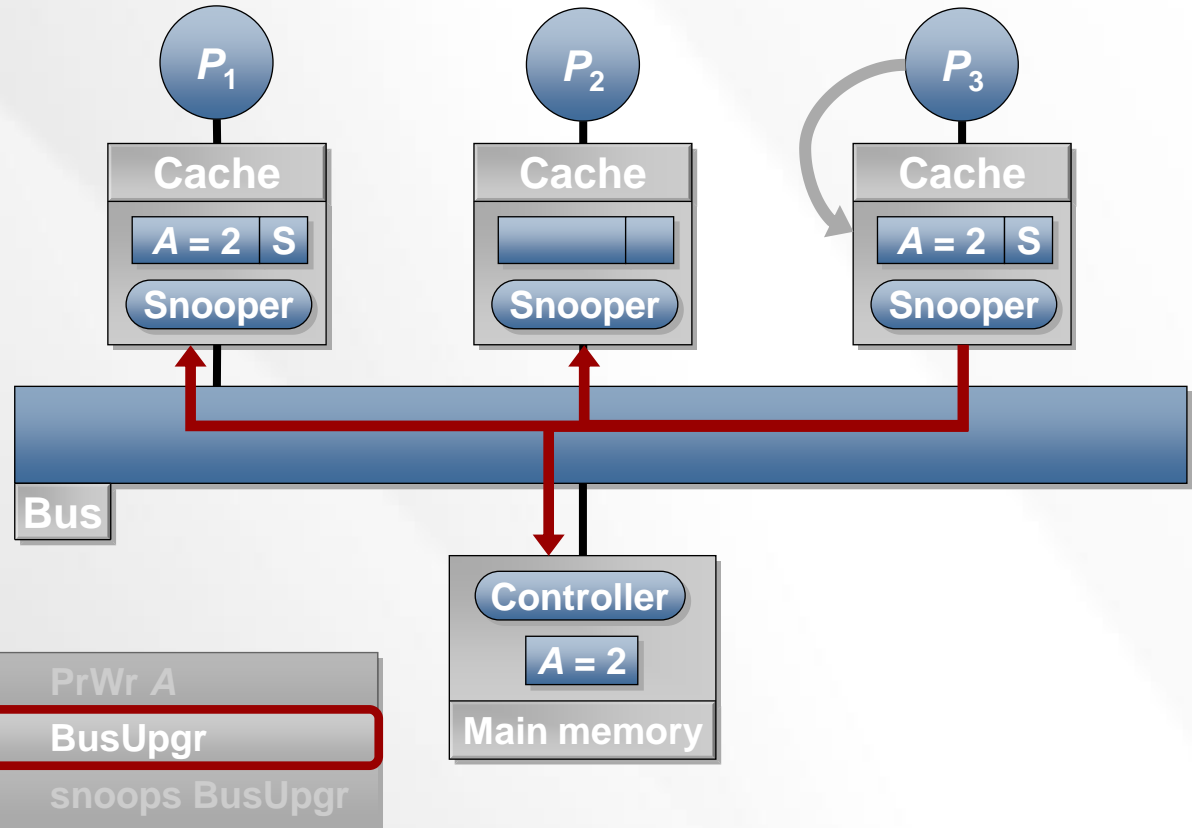 P1
P2
P3
Cache
Cache
Cache
A = 2 S
A = 2 S
Snooper
Snooper
Snooper
Bus
Controller
A = 2
Main memory
PrWr A
BusUpgr
snoops BusUpgr